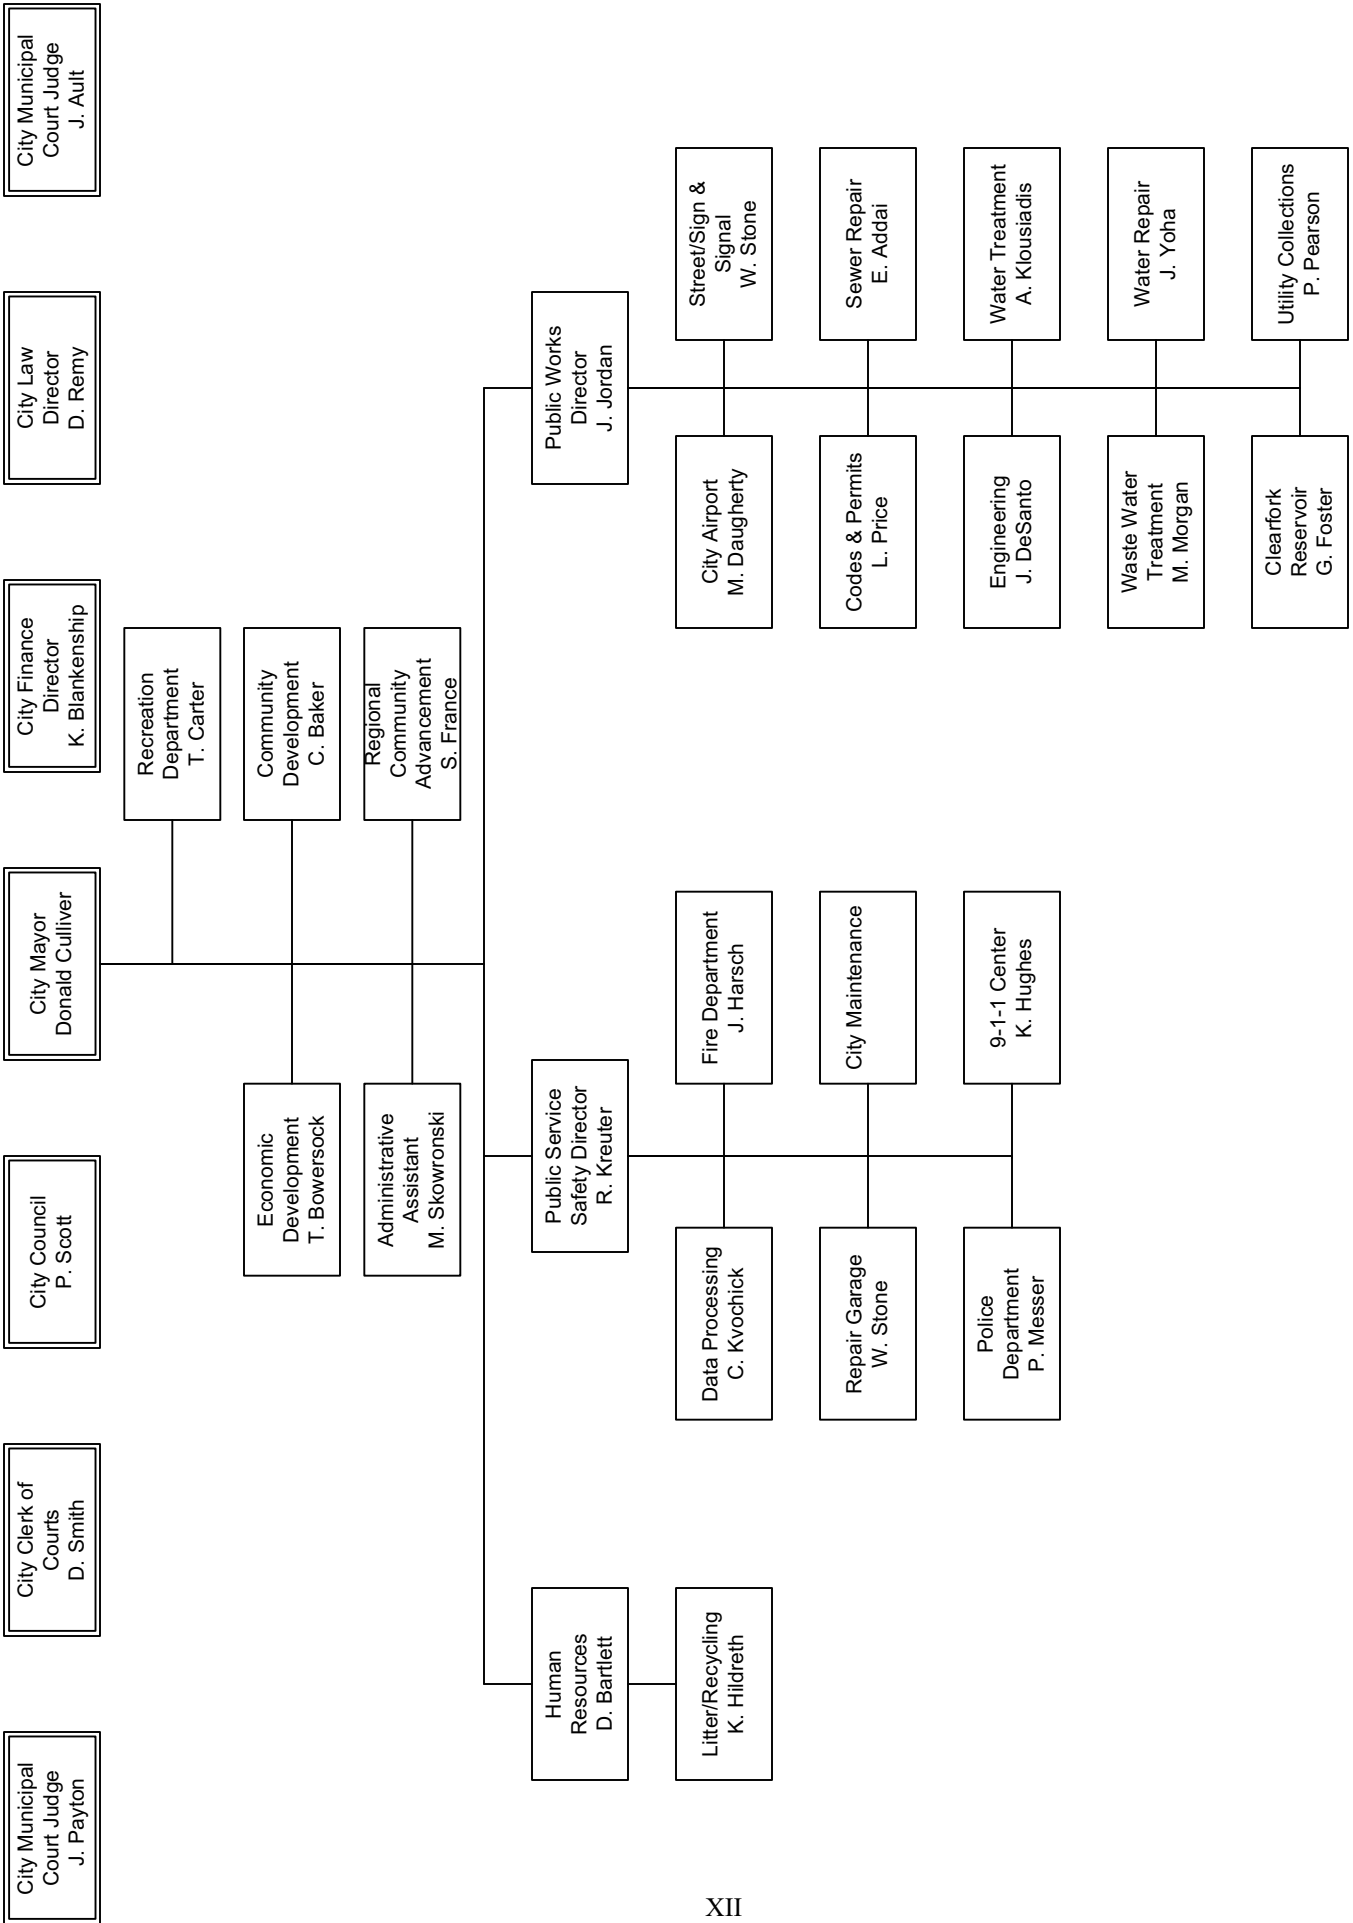 City Municipal
Court Judge
J. Payton
City Clerk of
Courts
D. Smith
City Council
P. Scott
City Mayor
Donald Culliver
City Finance
Director
K. Blankenship
City Law
Director
D. Remy
City Municipal
Court Judge
J. Ault
Recreation
Department
T. Carter
Economic
Development
T. Bowersock
Community
Development
C. Baker
Administrative
Assistant
M. Skowronski
Regional
Community
Advancement
S. France
Human
Resources
D. Bartlett
Public Service
Safety Director
R. Kreuter
Public Works
Director
J. Jordan
Litter/Recycling
K. Hildreth
Data Processing
C. Kvochick
Fire Department
J. Harsch
City Airport
M. Daugherty
Street/Sign &
Signal
W. Stone
Repair Garage
W. Stone
City Maintenance
Codes & Permits
L. Price
Sewer Repair
E. Addai
Police
Department
P. Messer
9-1-1 Center
K. Hughes
Engineering
J. DeSanto
Water Treatment
A. Klousiadis
Waste Water
Treatment
M. Morgan
Water Repair
J. Yoha
Clearfork
Reservoir
G. Foster
Utility Collections
P. Pearson
XII